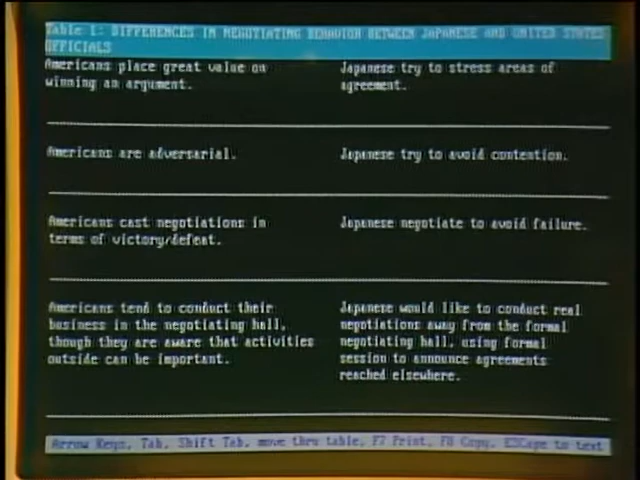 Table 1: DIFFERENCES IN NEGOTIATING BEHAVIOR BETWEEN JAPANESE AND UNITED STATES
OFFICIALS
Americans place great value on
winning an argument.
Japanese try to stress areas of
agreement.
Americans are adversarial.
Japanese try to avoid contention.
Americans cast negotiations in
terms of victory/defeat.
Japanese negotiate to avoid failure.
Americans tend to conduct their
business in the negotiating hall,
though they are aware that activities
outside can be important.
Japanese would like to conduct real
negotiations away from the formal
negotiating hall, using formal
session to announce agreements
reached elsewhere.
Arrow Keys, Tab, Shift Tab, move thru table, F7 Print, F8 Copy, ESCape to text